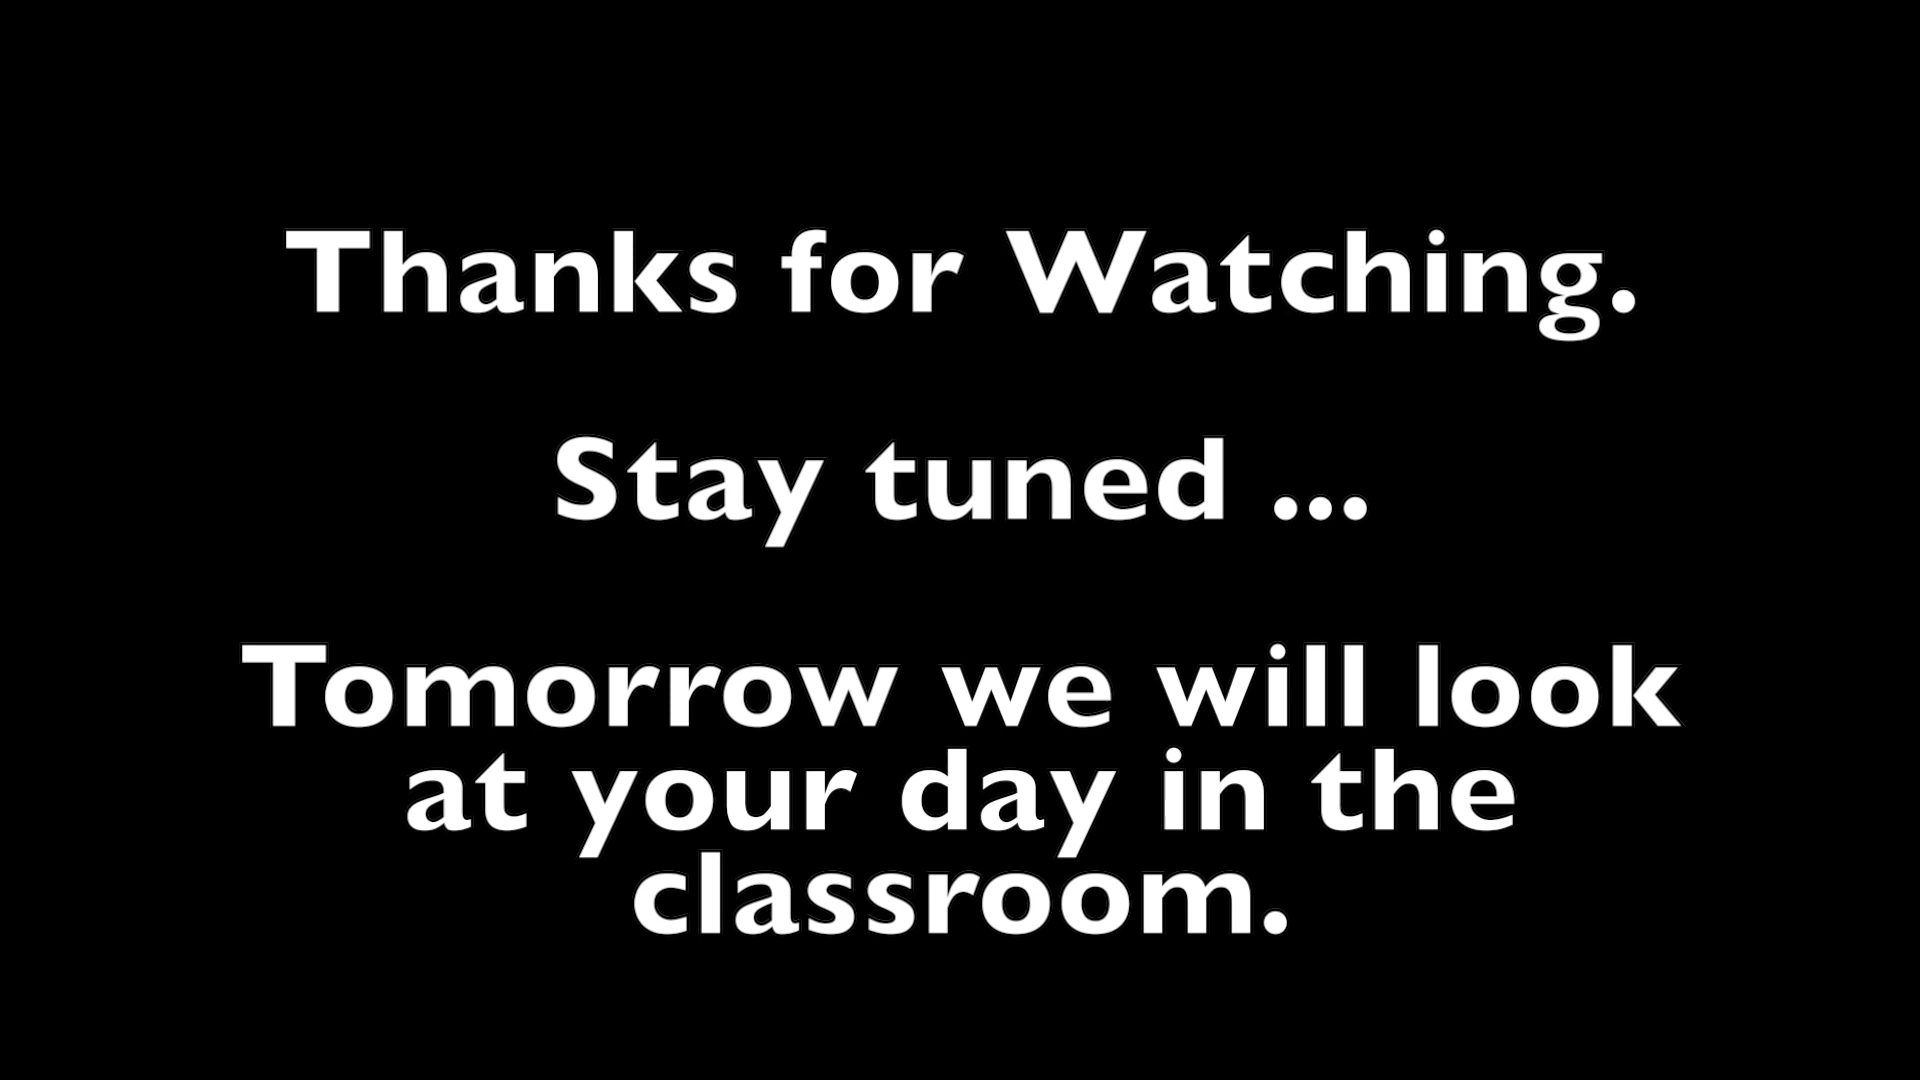 Thanks for Watching.
Stay tuned ...
Tomorrow we will look
at your day in the
classroom.